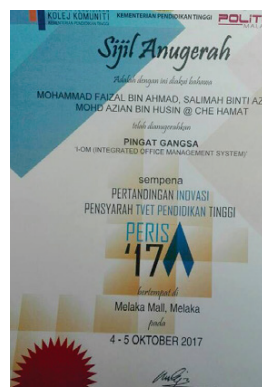 KOLEJ KOMUNITI
KEMENTERIAN PENDIDIKAN TINGGI
POLIT
Sijil Anugerah
Adalah dengan ini diakui bahawa
MOHAMMAD FAIZAL BIN AHMAD, SALIMAH BINTI AZ
MOHD AZIAN BIN HUSIN @ CHE HAMAT
telah dianugerahkan
PINGAT GANGSA
'I-OM (INTEGRATED OFFICE MANAGEMENT SYSTEM)'
sempena
PERTANDINGAN INOVASI
PENSYARAH TVET PENDIDIKAN TINGGI
PERIS
'17
bertempat di
Melaka Mall, Melaka
pada
4 - 5 OKTOBER 2017